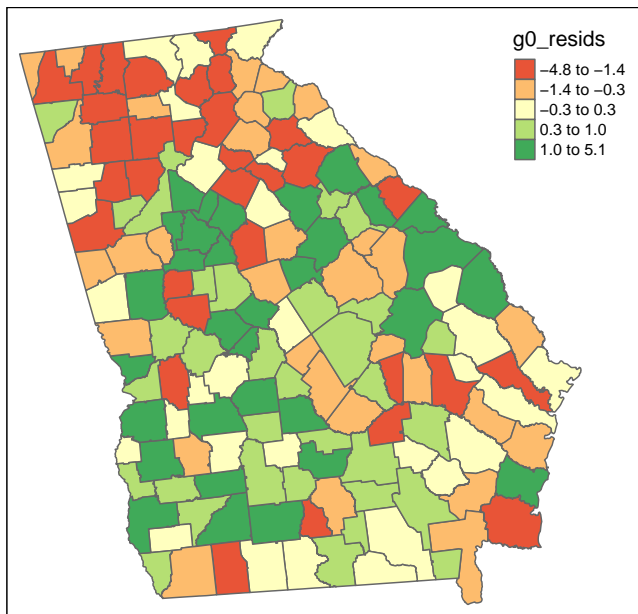 g0_resids
−4.8 to −1.4
−1.4 to −0.3
−0.3 to 0.3
0.3 to 1.0
1.0 to 5.1